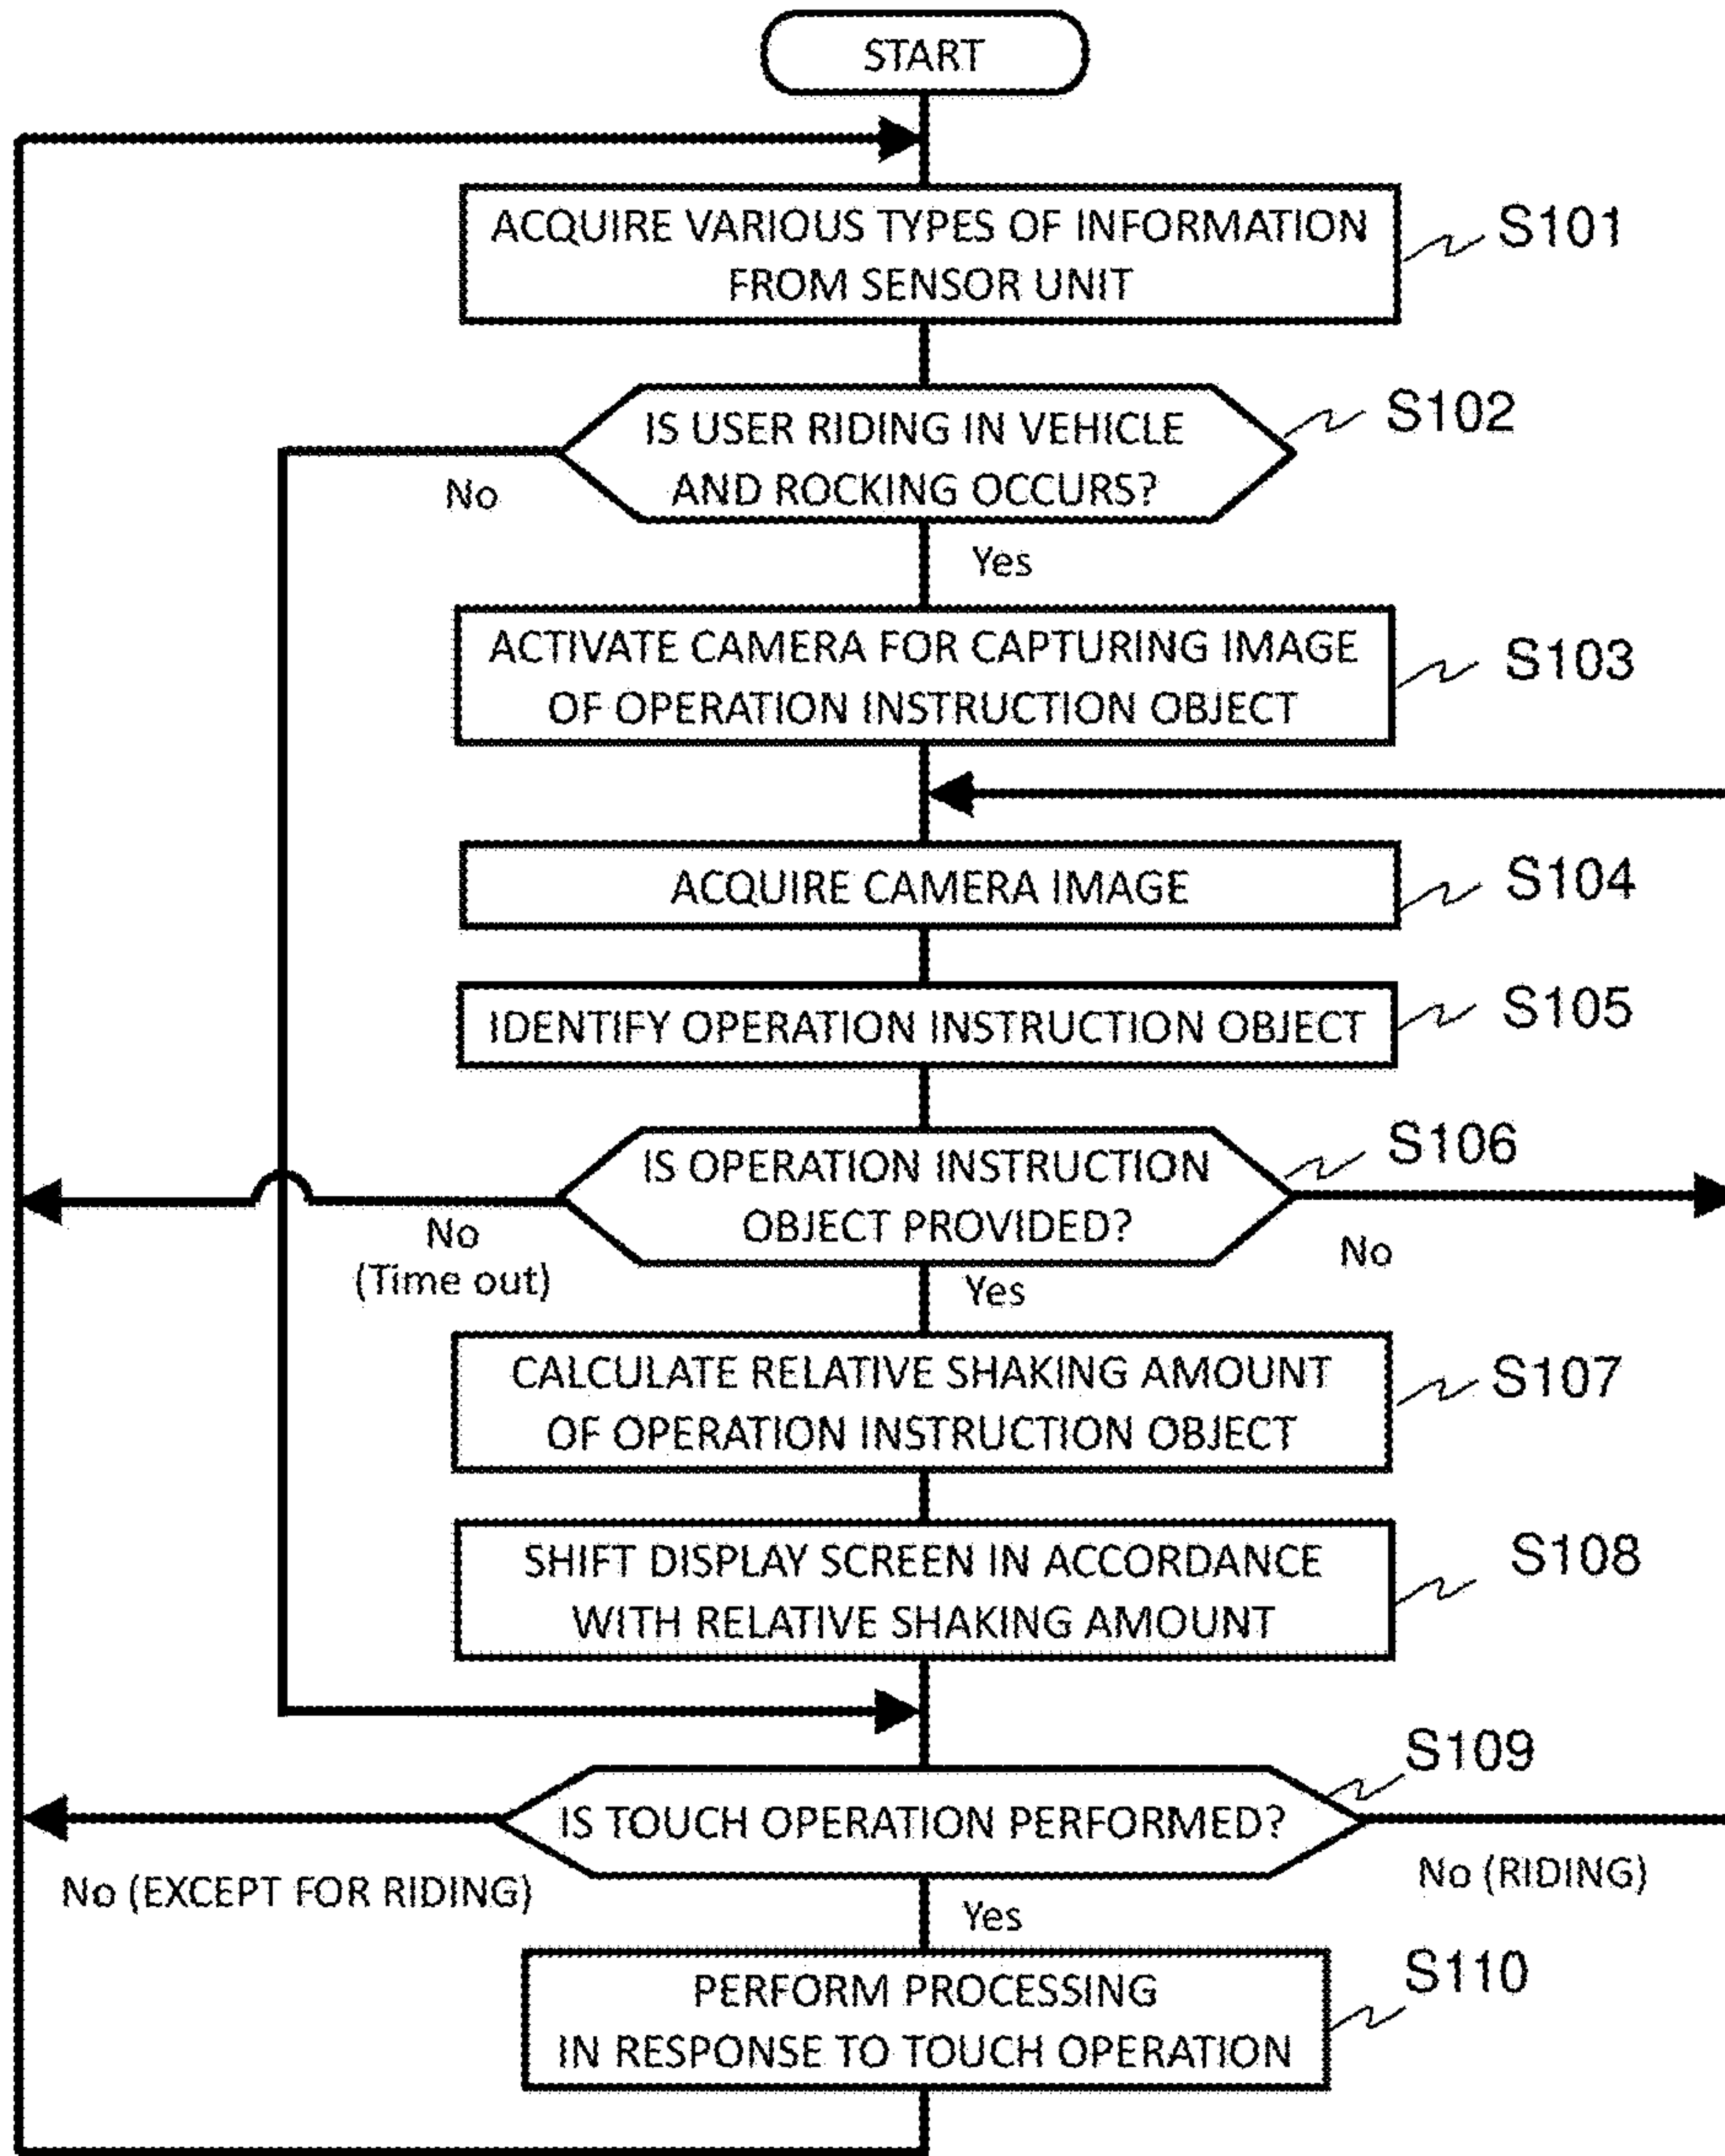 START
ACQUIRE VARIOUS TYPES OF INFORMATION
FROM SENSOR UNIT
S101
IS USER RIDING IN VEHICLE
AND ROCKING OCCURS?
S102
No
Yes
ACTIVATE CAMERA FOR CAPTURING IMAGE
OF OPERATION INSTRUCTION OBJECT
S103
ACQUIRE CAMERA IMAGE
S104
IDENTIFY OPERATION INSTRUCTION OBJECT
S105
IS OPERATION INSTRUCTION
OBJECT PROVIDED?
S106
No
(Time out)
No
Yes
CALCULATE RELATIVE SHAKING AMOUNT
OF OPERATION INSTRUCTION OBJECT
S107
SHIFT DISPLAY SCREEN IN ACCORDANCE
WITH RELATIVE SHAKING AMOUNT
S108
IS TOUCH OPERATION PERFORMED?
S109
No (EXCEPT FOR RIDING)
No (RIDING)
Yes
PERFORM PROCESSING
IN RESPONSE TO TOUCH OPERATION
S110